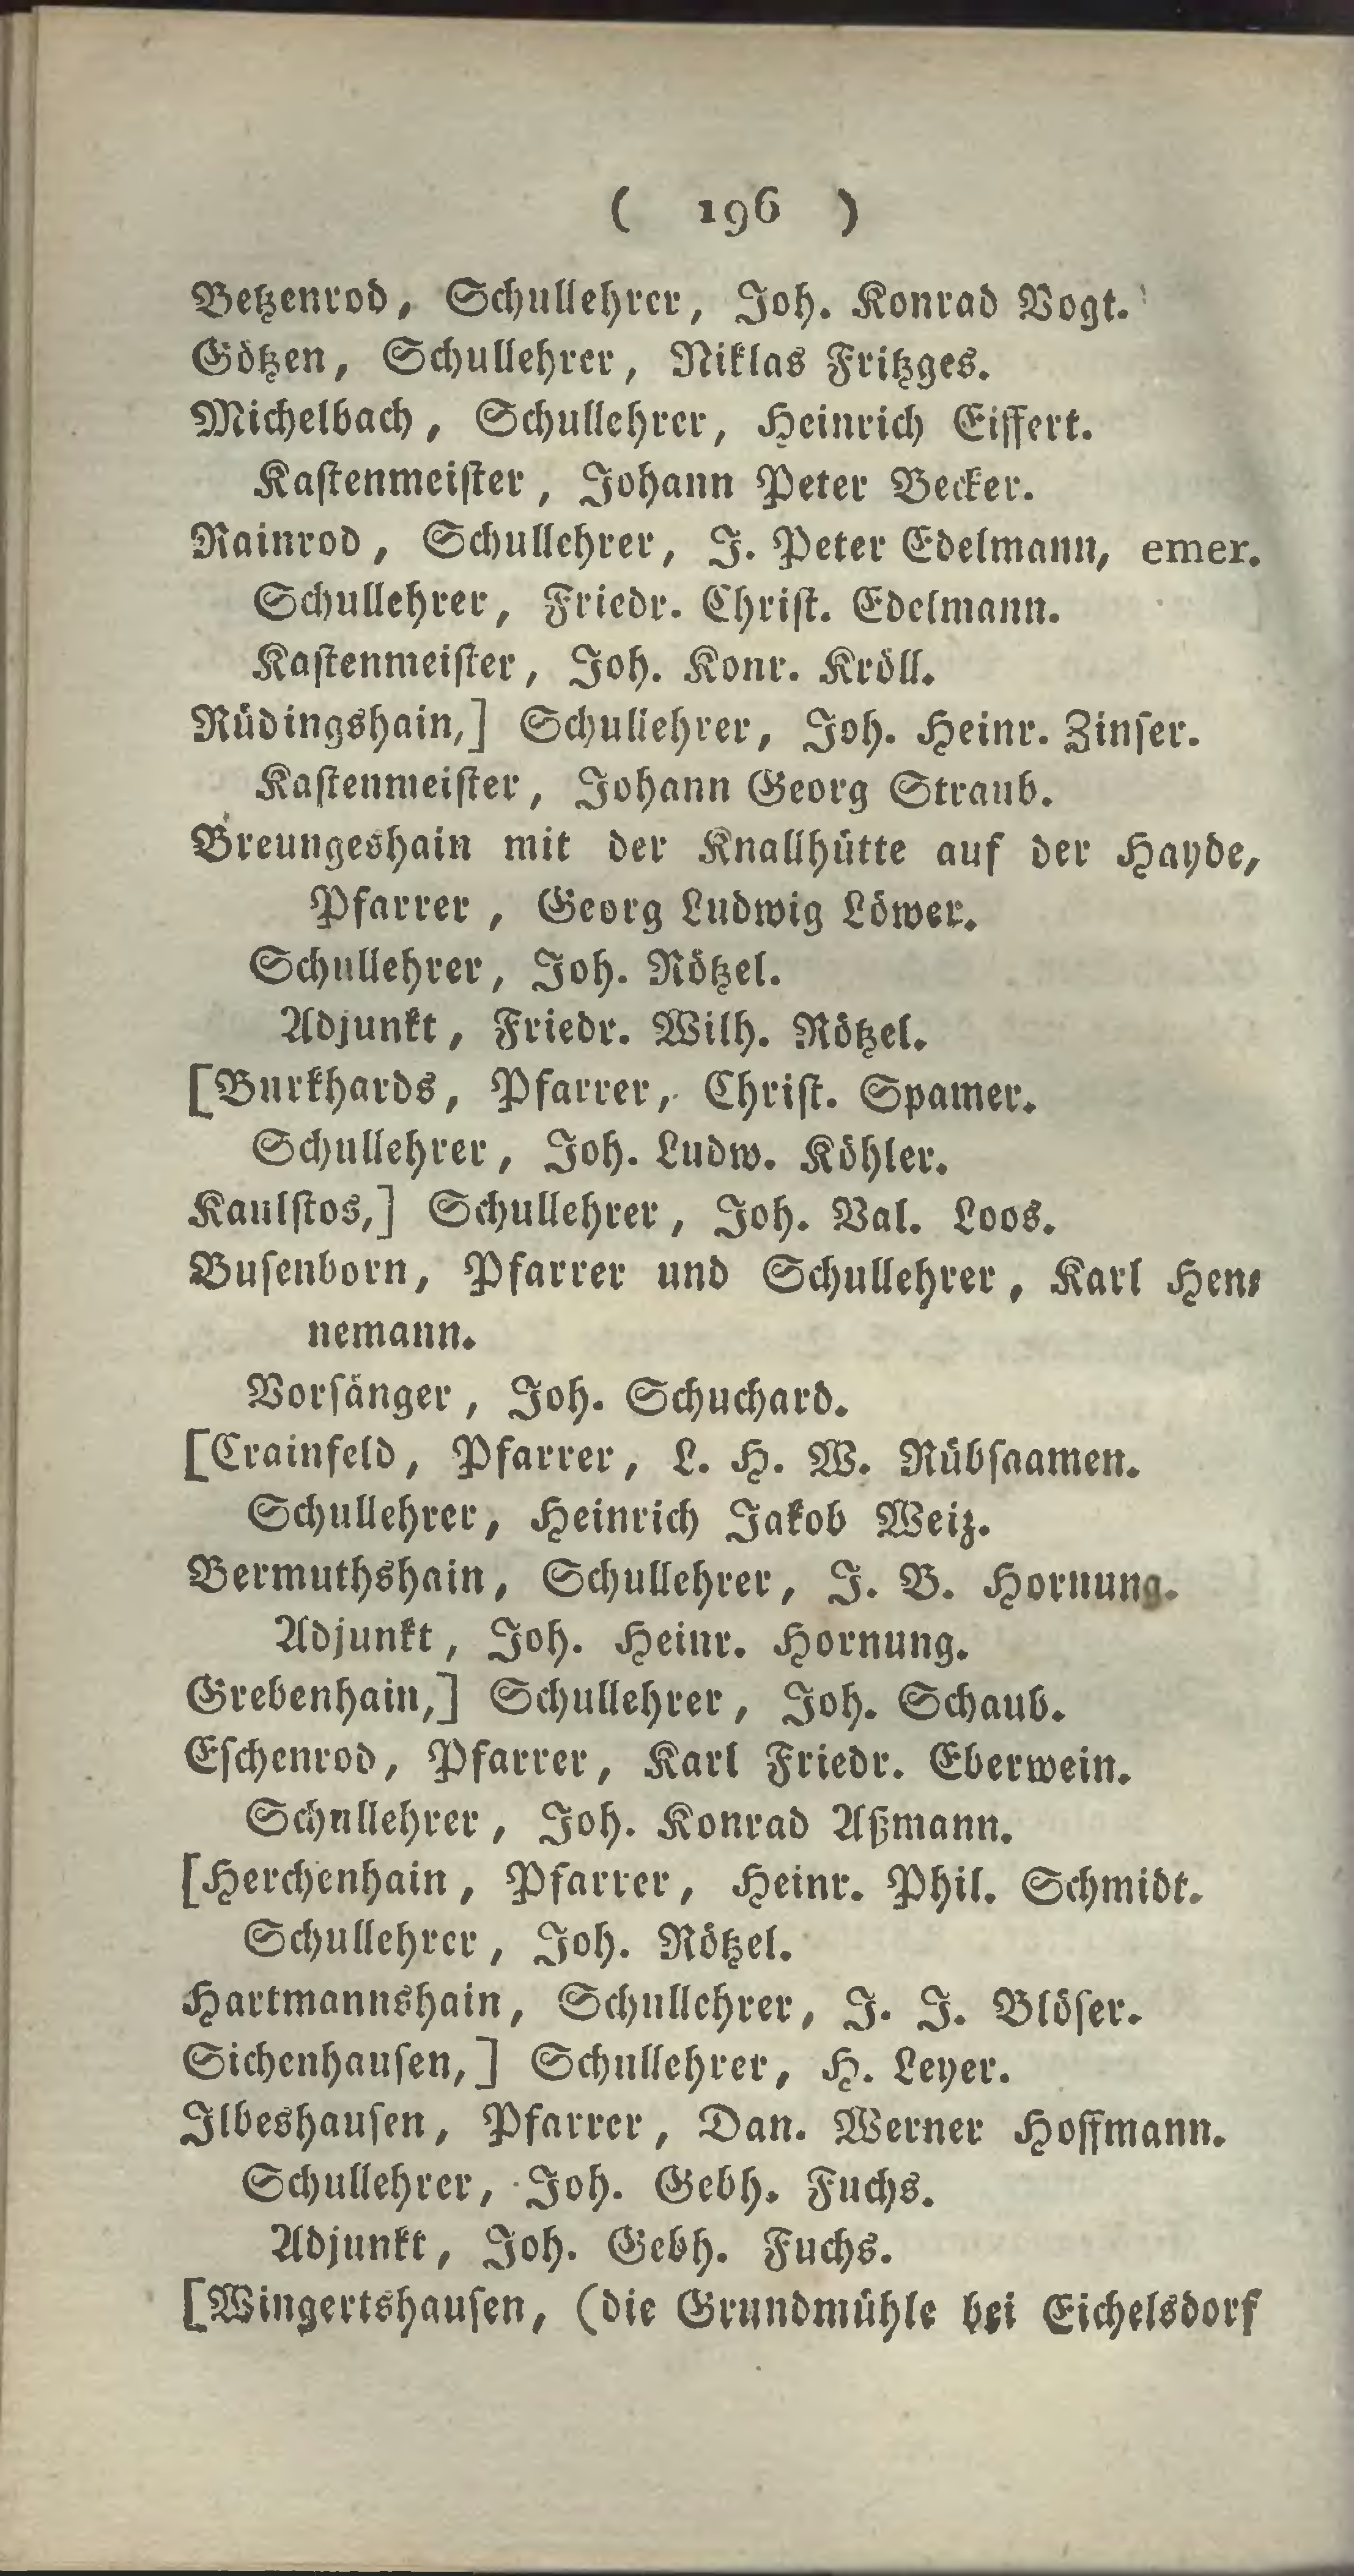 ( 196 )
Betzenrod, Schullehrer, Joh. Konrad Vogt.
Götzen, Schullehrer, Niklas Fritzges.
Michelbach, Schullehrer, Heinrich Eiffert.
Kastenmeister, Johann Peter Becker.
Rainrod, Schullehrer, J. Peter Edelmann, emer.
Schullehrer, Friedr. Christ. Edelmann.
Kastenmeister, Joh. Konr. Kröll.
Rüdingshain,] Schullehrer, Joh. Heinr. Zinser.
Kastenmeister, Johann Georg Straub.
Breungeshain mit der Knallhütte auf der Hayde,
Pfarrer, Georg Ludwig Löwer.
Schullehrer, Joh. Rötzel.
Adjunkt, Friedr. Wilh. Rötzel.
[Burkhards, Pfarrer, Christ. Spamer.
Schullehrer, Joh. Ludw. Köhler.
Kaulstos,] Schullehrer, Joh. Val. Loos.
Busenborn, Pfarrer und Schullehrer, Karl Hen-
nemann.
Vorsänger, Joh. Schuchard.
[Crainfeld, Pfarrer, L. H. W. Rübsaamen.
Schullehrer, Heinrich Jakob Weiz.
Bermuthshain, Schullehrer, J. B. Hornung.
Adjunkt, Joh. Heinr. Hornung.
Grebenhain,] Schullehrer, Joh. Schaub.
Eschenrod, Pfarrer, Karl Friedr. Eberwein.
Schullehrer, Joh. Konrad Aßmann.
[Herchenhain, Pfarrer, Heinr. Phil. Schmidt.
Schullehrer, Joh. Rötzel.
Hartmannshain, Schullehrer, J. J. Blöser.
Sichenhausen,] Schullehrer, H. Leyer.
Ilbeshausen, Pfarrer, Dan. Werner Hoffmann.
Schullehrer, Joh. Gebh. Fuchs.
Adjunkt, Joh. Gebh. Fuchs.
[Wingertshausen, (die Grundmühle bei Eichelsdorf